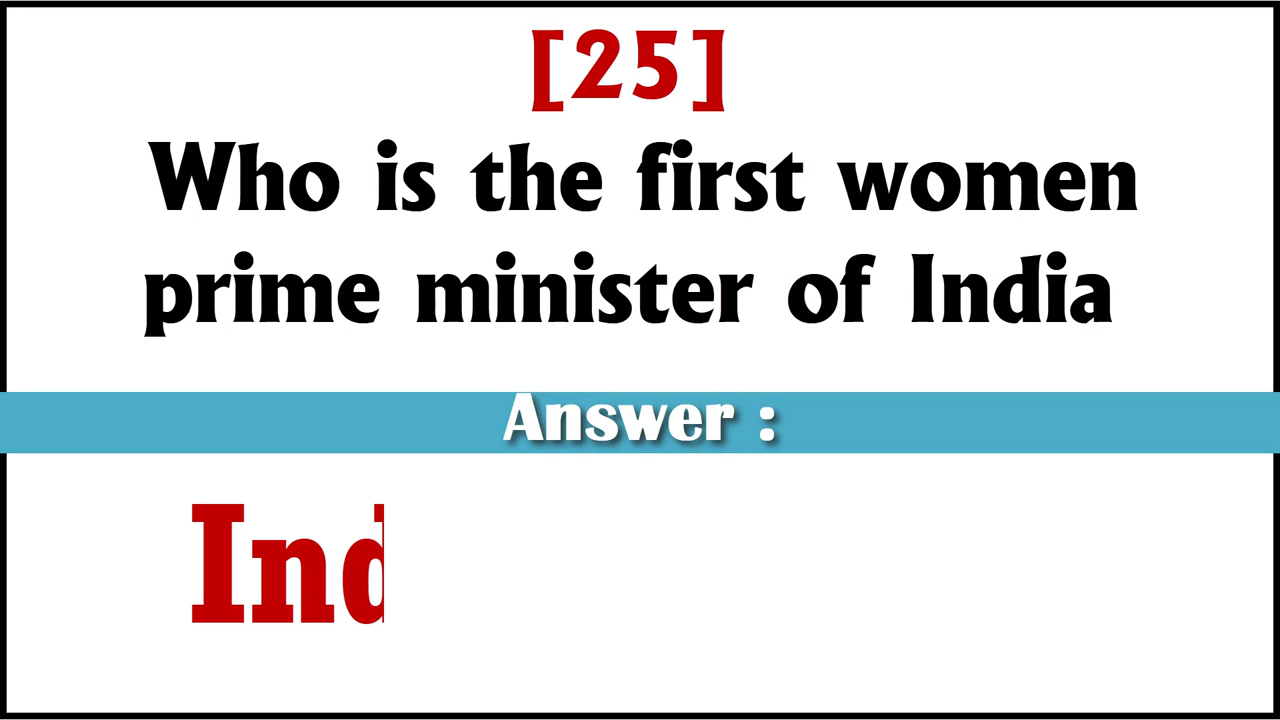 [25]
Who is the first women
prime minister of India
Answer :
Ind